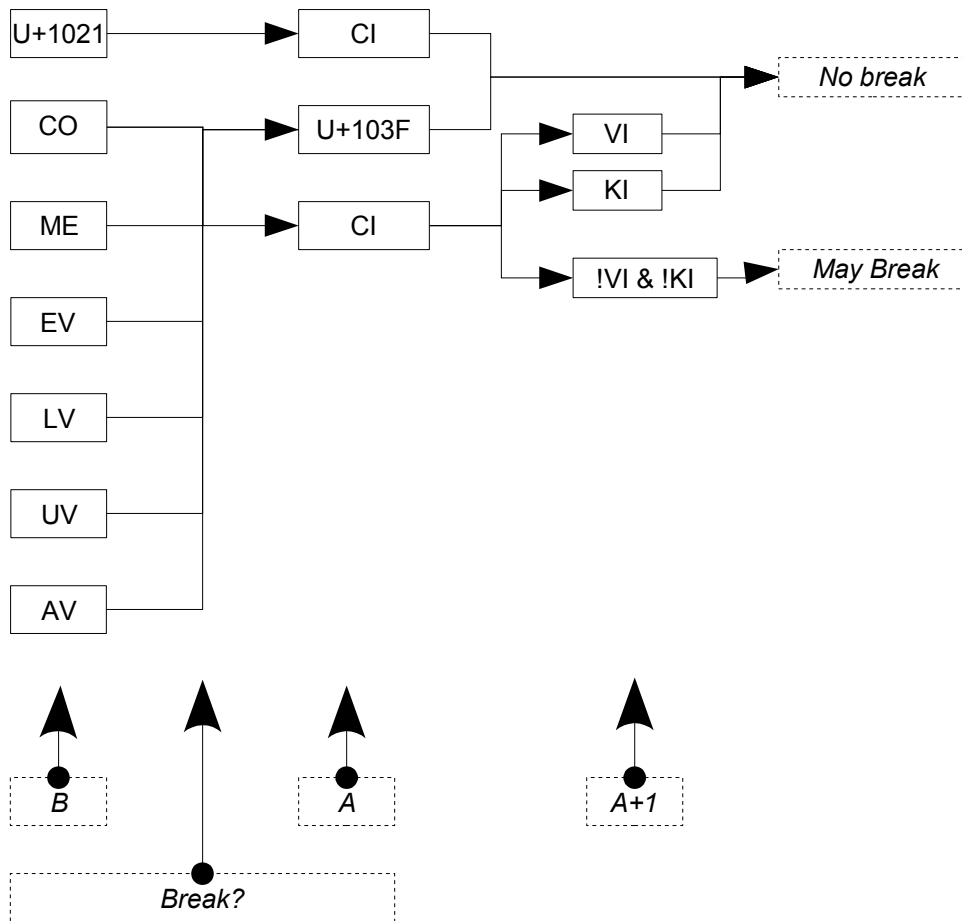 U+1021
CI
No break
CO
U+103F
VI
KI
ME
CI
May Break
!VI & !KI
EV
LV
UV
AV
B
A
A+1
Break?